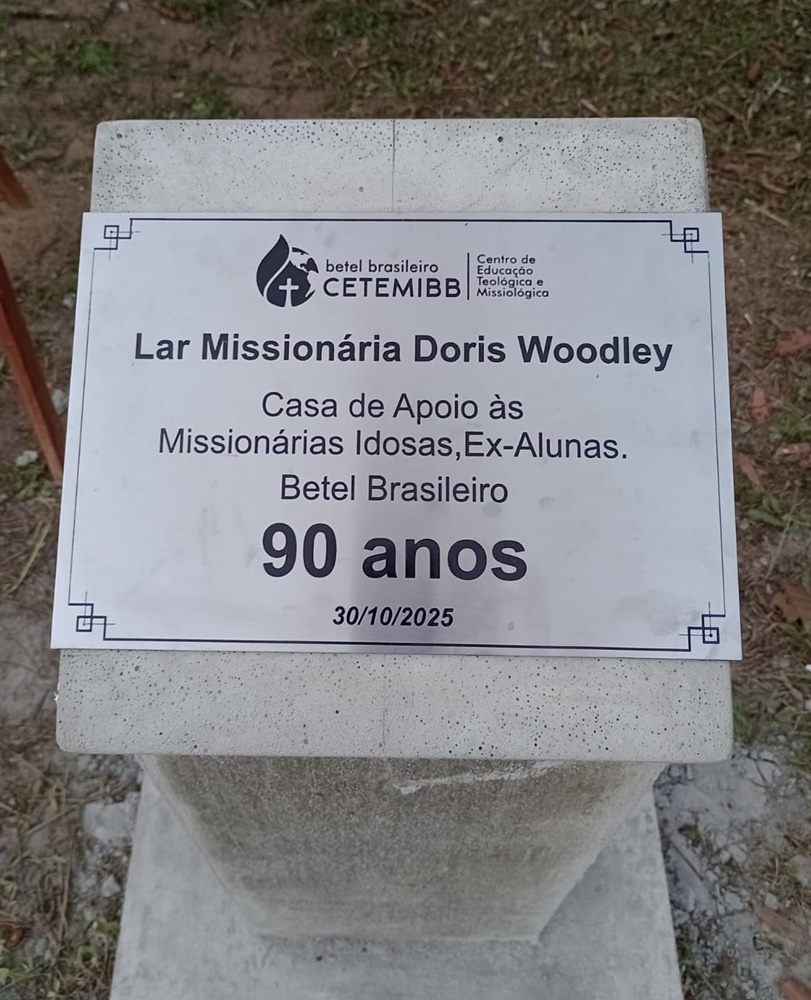 betel brasileiro
CETEMIBB
Centro de
Educação
Teológica e
Missiológica
Lar Missionária Doris Woodley
Casa de Apoio às
Missionárias Idosas,Ex-Alunas.
Betel Brasileiro
90 anos
30/10/2025